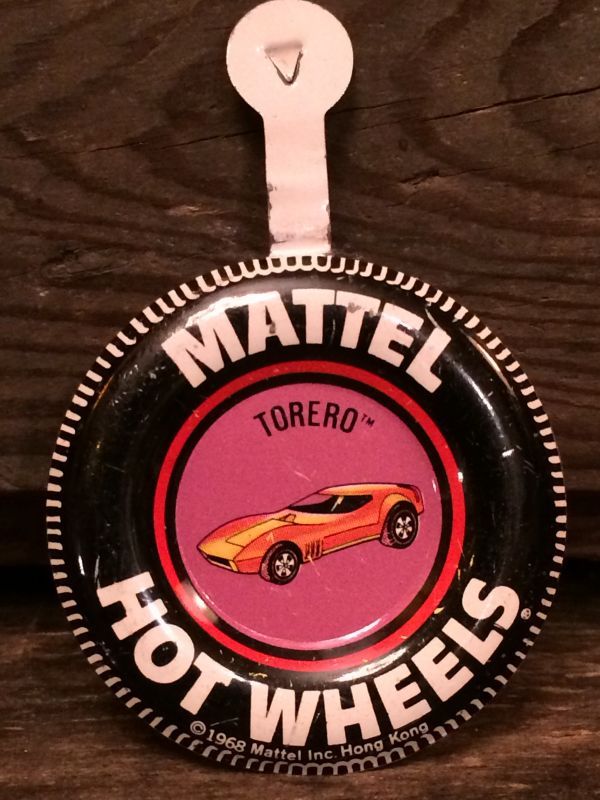 MATTEL
TORERO™
HOT WHEELS®
©1968 Mattel Inc. Hong Kong